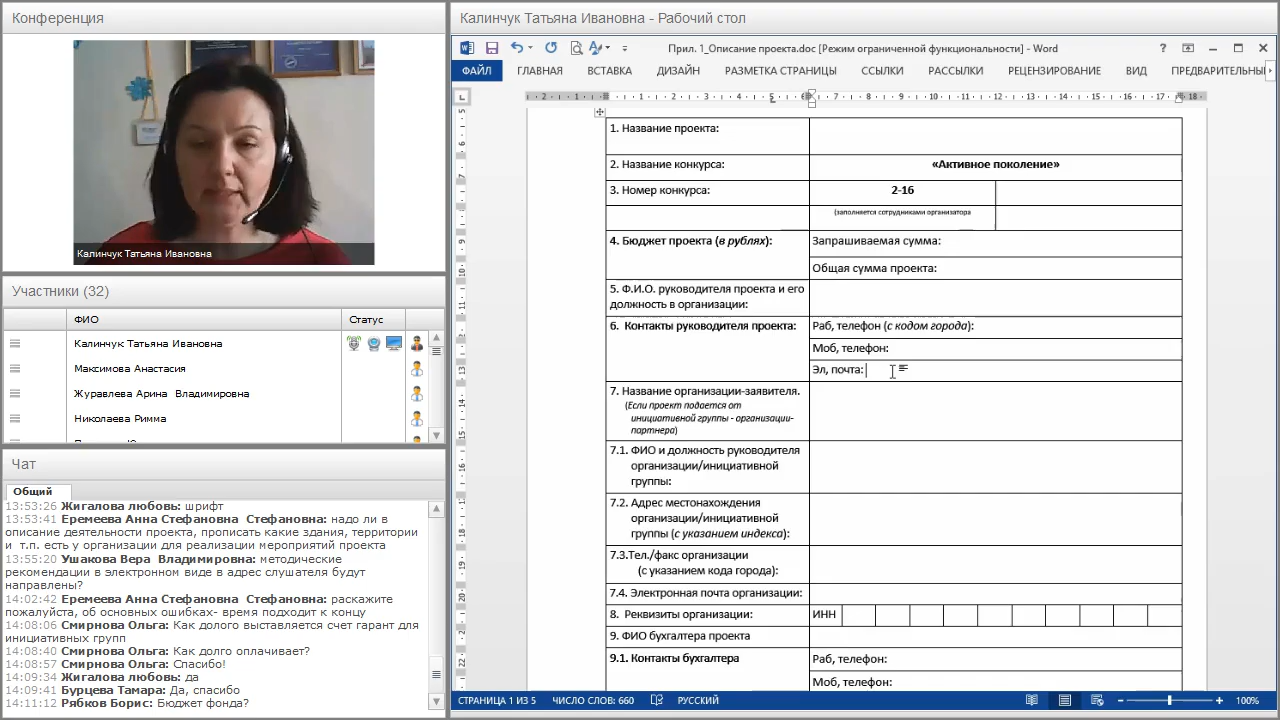 Конференция
Калинчук Татьяна Ивановна
Участники (32)
ФИО
Статус
Калинчук Татьяна Ивановна
Максимова Анастасия
Журавлева Арина Владимировна
Николаева Римма
Чат
Общий
13:53:26 Жигалова любовь: шрифт
13:53:41 Еремеева Анна Стефановна Стефановна: надо ли в
описание деятельности проекта, прописать какие здания, территории
и т.п. есть у организации для реализации мероприятий проекта
13:55:20 Ушакова Вера Владимировна: методические
рекомендации в электронном виде в адрес слушателя будут
направлены?
14:02:42 Еремеева Анна Стефановна Стефановна: раскажите
пожалуйста, об основных ошибках- время подходит к концу
14:08:06 Смирнова Ольга: Как долого выставляется счет гарант для
инициативных групп
14:08:40 Смирнова Ольга: Как долго оплачивает?
14:08:57 Смирнова Ольга: Спасибо!
14:09:34 Жигалова любовь: да
14:09:41 Бурцева Тамара: Да, спасибо
14:11:12 Рябков Борис: Бюджет фонда?
Калинчук Татьяна Ивановна - Рабочий стол
Прил. 1_Описание проекта.doc [Режим ограниченной функциональности] - Word
ФАЙЛ ГЛАВНАЯ ВСТАВКА ДИЗАЙН РАЗМЕТКА СТРАНИЦЫ ССЫЛКИ РАССЫЛКИ РЕЦЕНЗИРОВАНИЕ ВИД ПРЕДВАРИТЕЛЬНЫ
1. Название проекта:
2. Название конкурса:
«Активное поколение»
3. Номер конкурса:
2-16
(заполняется сотрудниками организатора
4. Бюджет проекта (в рублях):
Запрашиваемая сумма:
Общая сумма проекта:
5. Ф.И.О. руководителя проекта и его
должность в организации:
6. Контакты руководителя проекта:
Раб, телефон (с кодом города):
Моб, телефон:
Эл, почта:
7. Название организации-заявителя.
(Если проект подается от
инициативной группы - организации-
партнера)
7.1. ФИО и должность руководителя
организации/инициативной
группы:
7.2. Адрес местонахождения
организации/инициативной
группы (с указанием индекса):
7.3.Тел./факс организации
(с указанием кода города):
7.4. Электронная почта организации:
8. Реквизиты организации:
ИНН
9. ФИО бухгалтера проекта
9.1. Контакты бухгалтера
Раб, телефон:
Моб, телефон:
СТРАНИЦА 1 ИЗ 5 ЧИСЛО СЛОВ: 660 РУССКИЙ
100%